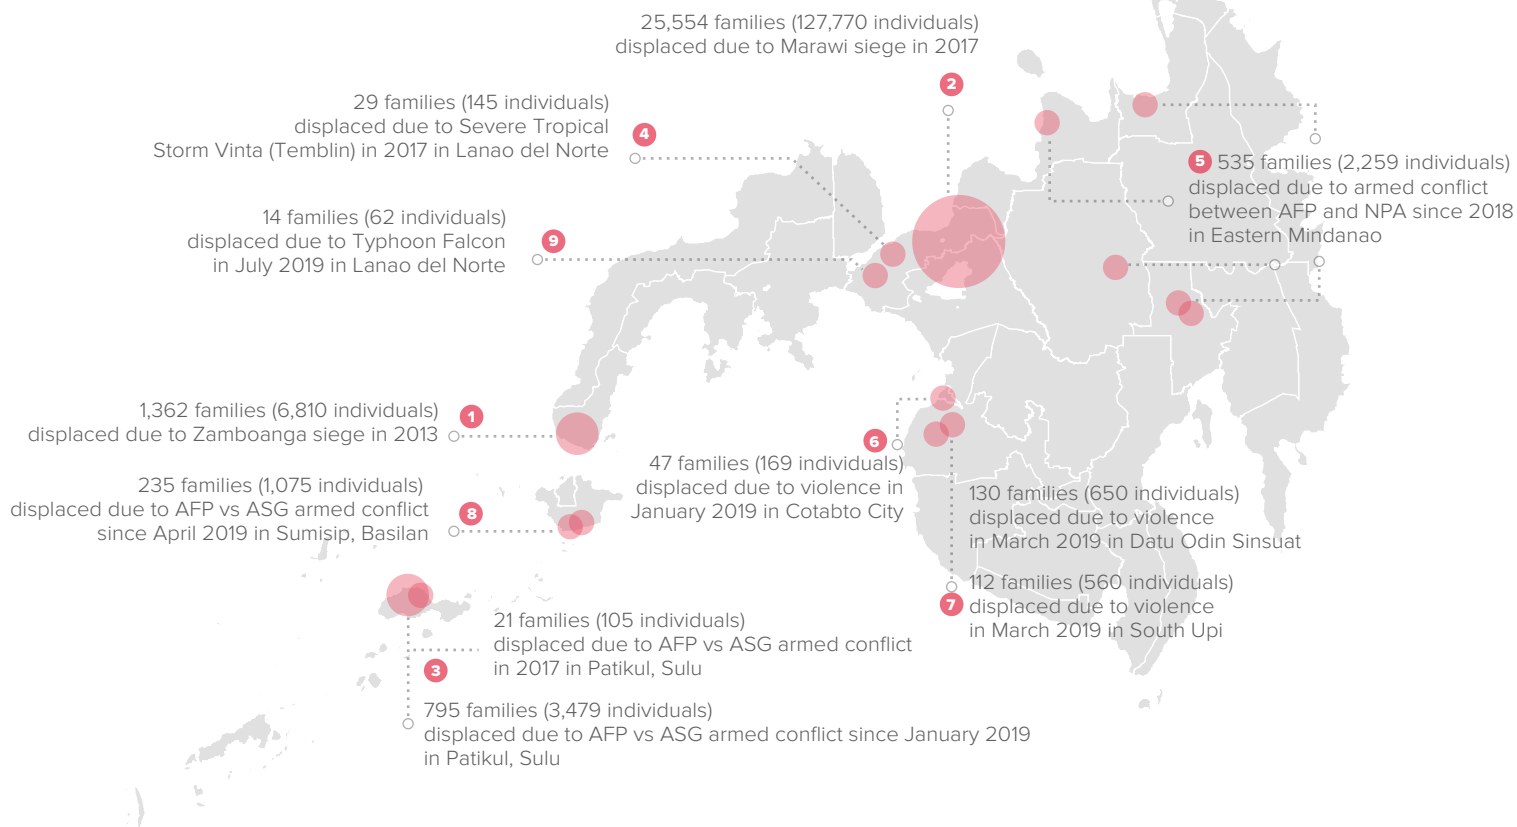 25,554 families (127,770 individuals)
displaced due to Marawi siege in 2017
2
29 families (145 individuals)
displaced due to Severe Tropical
Storm Vinta (Temblin) in 2017 in Lanao del Norte
4
5 535 families (2,259 individuals)
displaced due to armed conflict
between AFP and NPA since 2018
in Eastern Mindanao
14 families (62 individuals)
displaced due to Typhoon Falcon
in July 2019 in Lanao del Norte
9
1,362 families (6,810 individuals)
displaced due to Zamboanga siege in 2013
1
6
47 families (169 individuals)
displaced due to violence in
January 2019 in Cotabto City
235 families (1,075 individuals)
displaced due to AFP vs ASG armed conflict
since April 2019 in Sumisip, Basilan
8
130 families (650 individuals)
displaced due to violence
in March 2019 in Datu Odin Sinsuat
112 families (560 individuals)
displaced due to violence
in March 2019 in South Upi
7
21 families (105 individuals)
displaced due to AFP vs ASG armed conflict
in 2017 in Patikul, Sulu
3
795 families (3,479 individuals)
displaced due to AFP vs ASG armed conflict since January 2019
in Patikul, Sulu